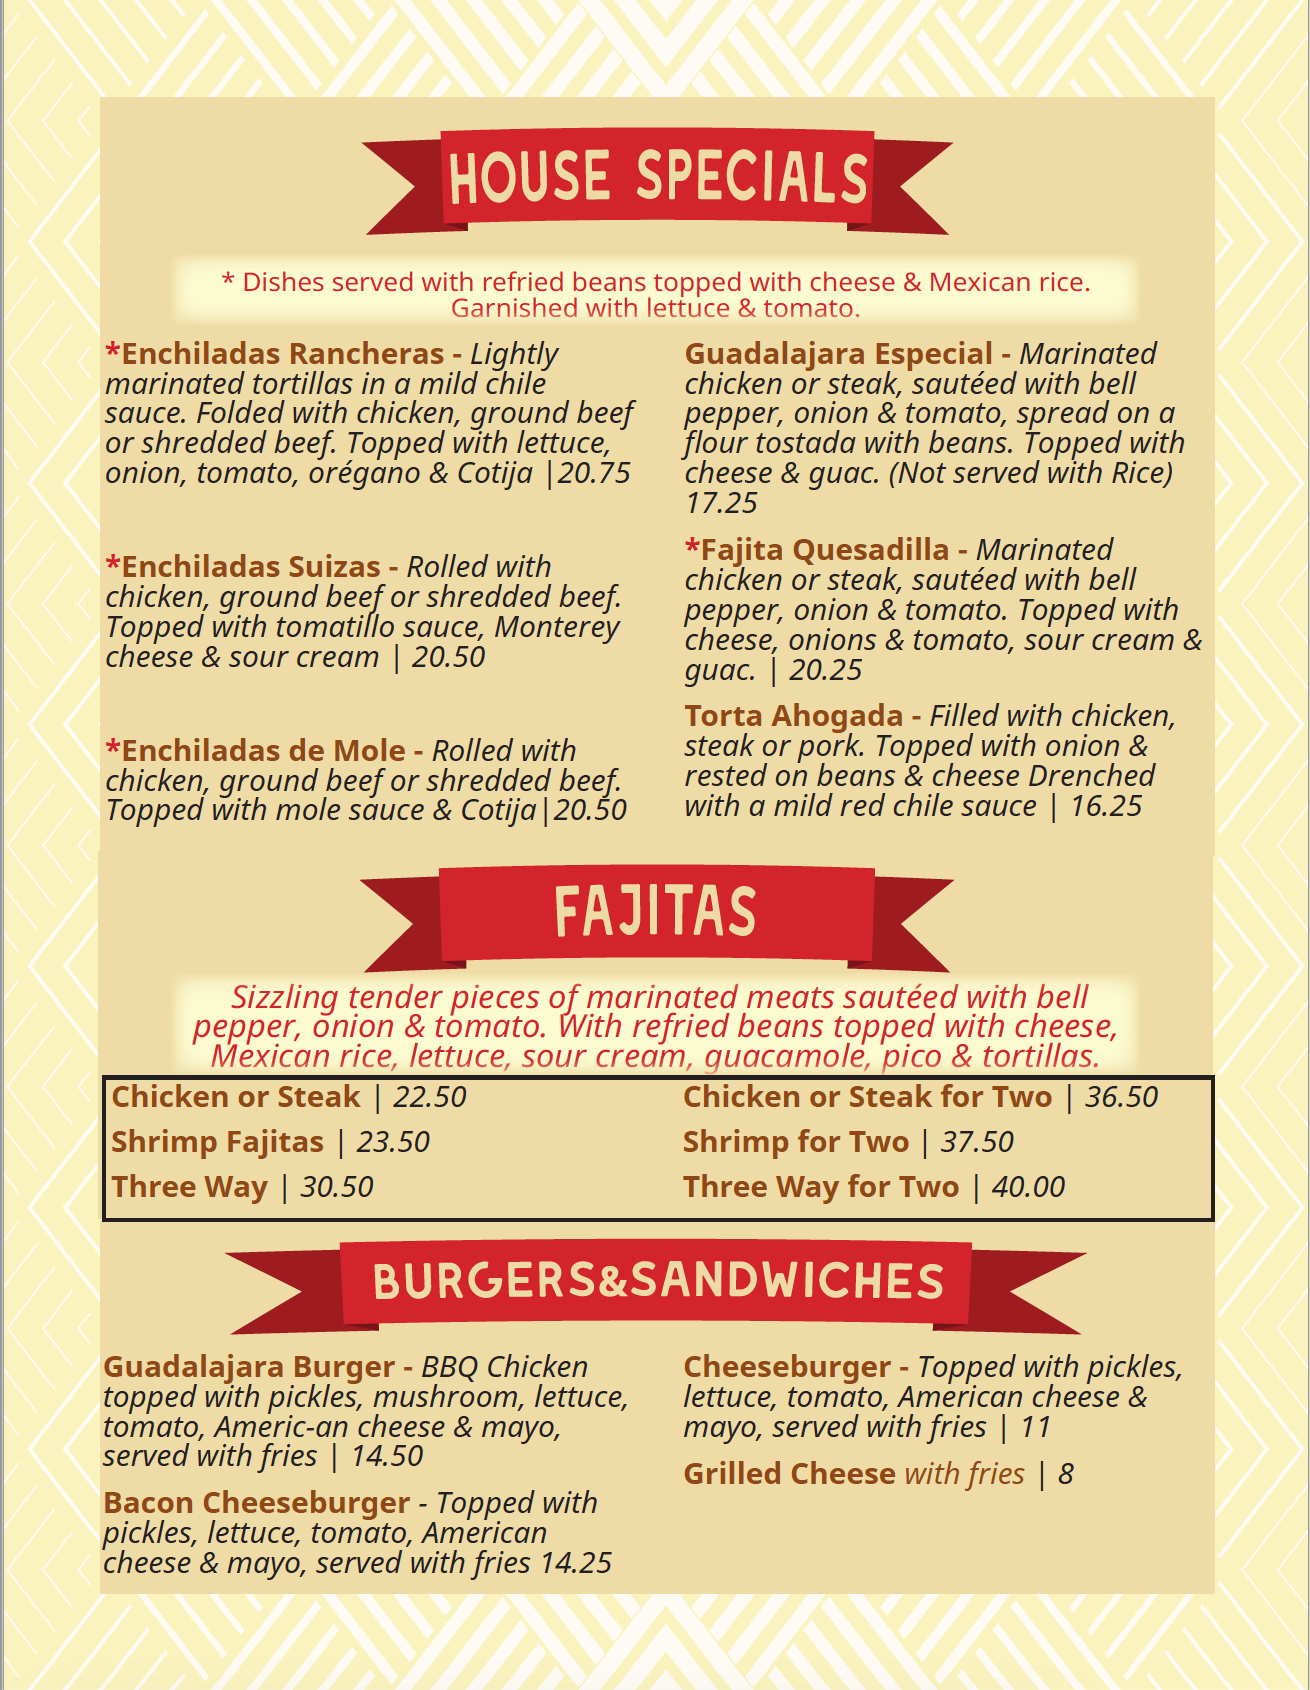 HOUSE SPECIALS
* Dishes served with refried beans topped with cheese & Mexican rice.
Garnished with lettuce & tomato.
*Enchiladas Rancheras - Lightly
marinated tortillas in a mild chile
sauce. Folded with chicken, ground beef
or shredded beef. Topped with lettuce,
onion, tomato, orégano & Cotija |20.75
*Enchiladas Suizas - Rolled with
chicken, ground beef or shredded beef.
Topped with tomatillo sauce, Monterey
cheese & sour cream | 20.50
*Enchiladas de Mole - Rolled with
chicken, ground beef or shredded beef.
Topped with mole sauce & Cotija|20.50
Guadalajara Especial - Marinated
chicken or steak, sautéed with bell
pepper, onion & tomato, spread on a
flour tostada with beans. Topped with
cheese & guac. (Not served with Rice)
17.25
*Fajita Quesadilla - Marinated
chicken or steak, sautéed with bell
pepper, onion & tomato. Topped with
cheese, onions & tomato, sour cream &
guac. | 20.25
Torta Ahogada - Filled with chicken,
steak or pork. Topped with onion &
rested on beans & cheese Drenched
with a mild red chile sauce | 16.25
FAJITAS
Sizzling tender pieces of marinated meats sautéed with bell
pepper, onion & tomato. With refried beans topped with cheese,
Mexican rice, lettuce, sour cream, guacamole, pico & tortillas.
Chicken or Steak | 22.50
Shrimp Fajitas | 23.50
Three Way | 30.50
Chicken or Steak for Two | 36.50
Shrimp for Two | 37.50
Three Way for Two | 40.00
BURGERS&SANDWICHES
Guadalajara Burger - BBQ Chicken
topped with pickles, mushroom, lettuce,
tomato, Americ-an cheese & mayo,
served with fries | 14.50
Bacon Cheeseburger - Topped with
pickles, lettuce, tomato, American
cheese & mayo, served with fries 14.25
Cheeseburger - Topped with pickles,
lettuce, tomato, American cheese &
mayo, served with fries | 11
Grilled Cheese with fries | 8